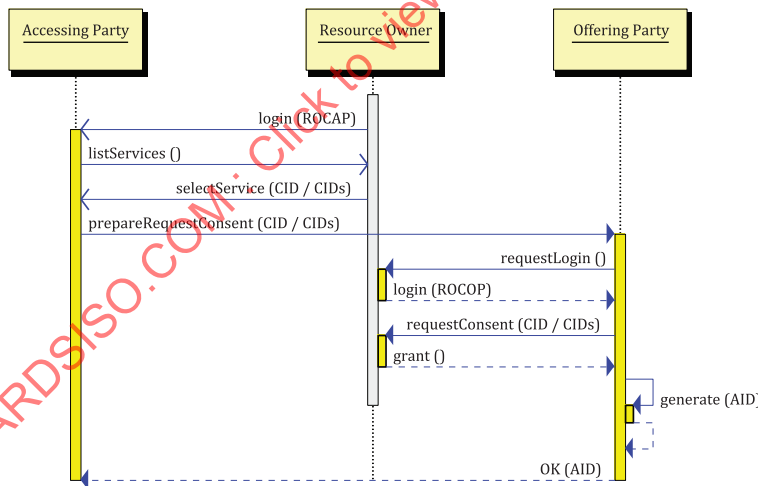 Accessing Party
Resource Owner
Offering Party
login (ROCAP)
listServices ()
selectService (CID / CIDs)
prepareRequestConsent (CID / CIDs)
requestLogin ()
login (ROCOP)
requestConsent (CID / CIDs)
grant ()
generate (AID)
OK (AID)
ARDSISO.COM : Click to view